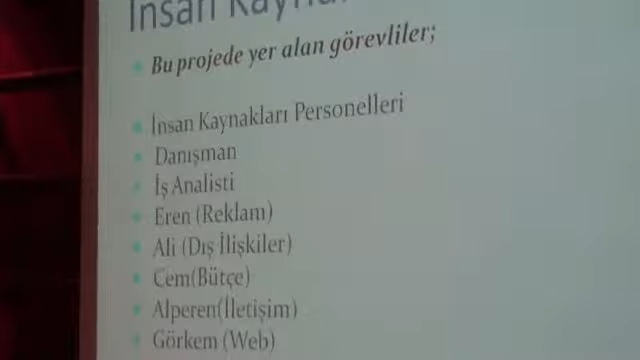 İnsan
Bu projede yer alan görevliler;
İnsan Kaynakları Personelleri
Danışman
İş Analisti
Eren (Reklam)
Ali (Dış İlişkiler)
Cem(Bütçe)
Alperen(İletişim)
Görkem (Web)